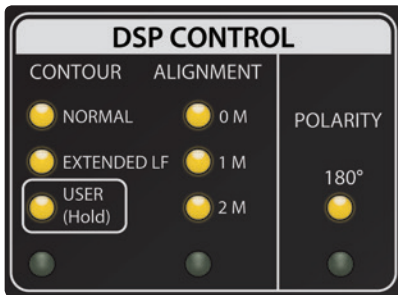 DSP CONTROL
CONTOUR ALIGNMENT
NORMAL 0 M
POLARITY
EXTENDED LF 1 M
180°
USER
(Hold)
2 M